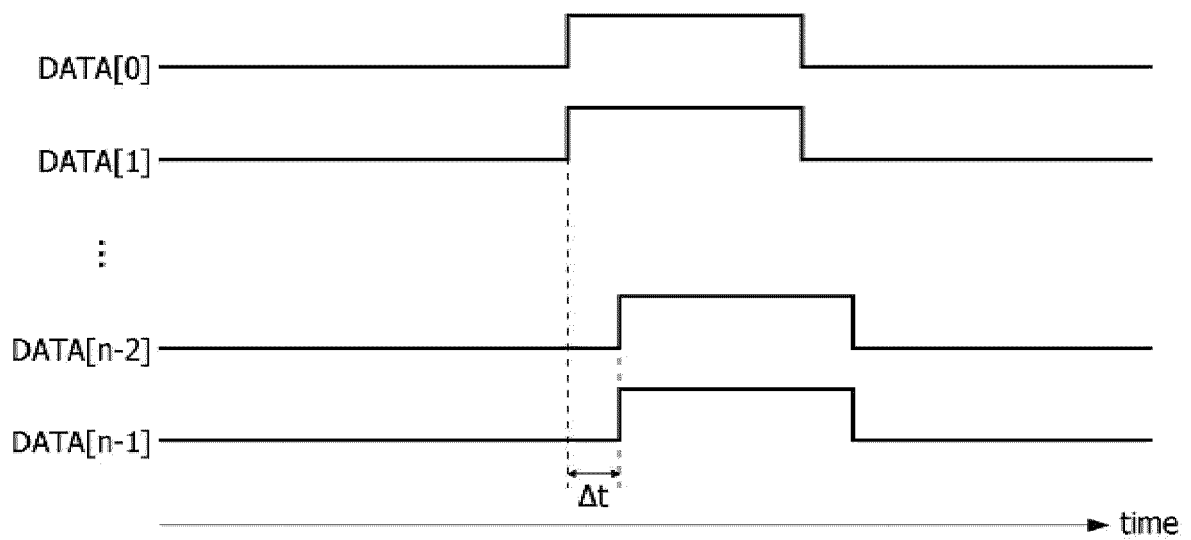 DATA[0]
DATA[1]
⋮
DATA[n-2]
DATA[n-1]
Δt
time